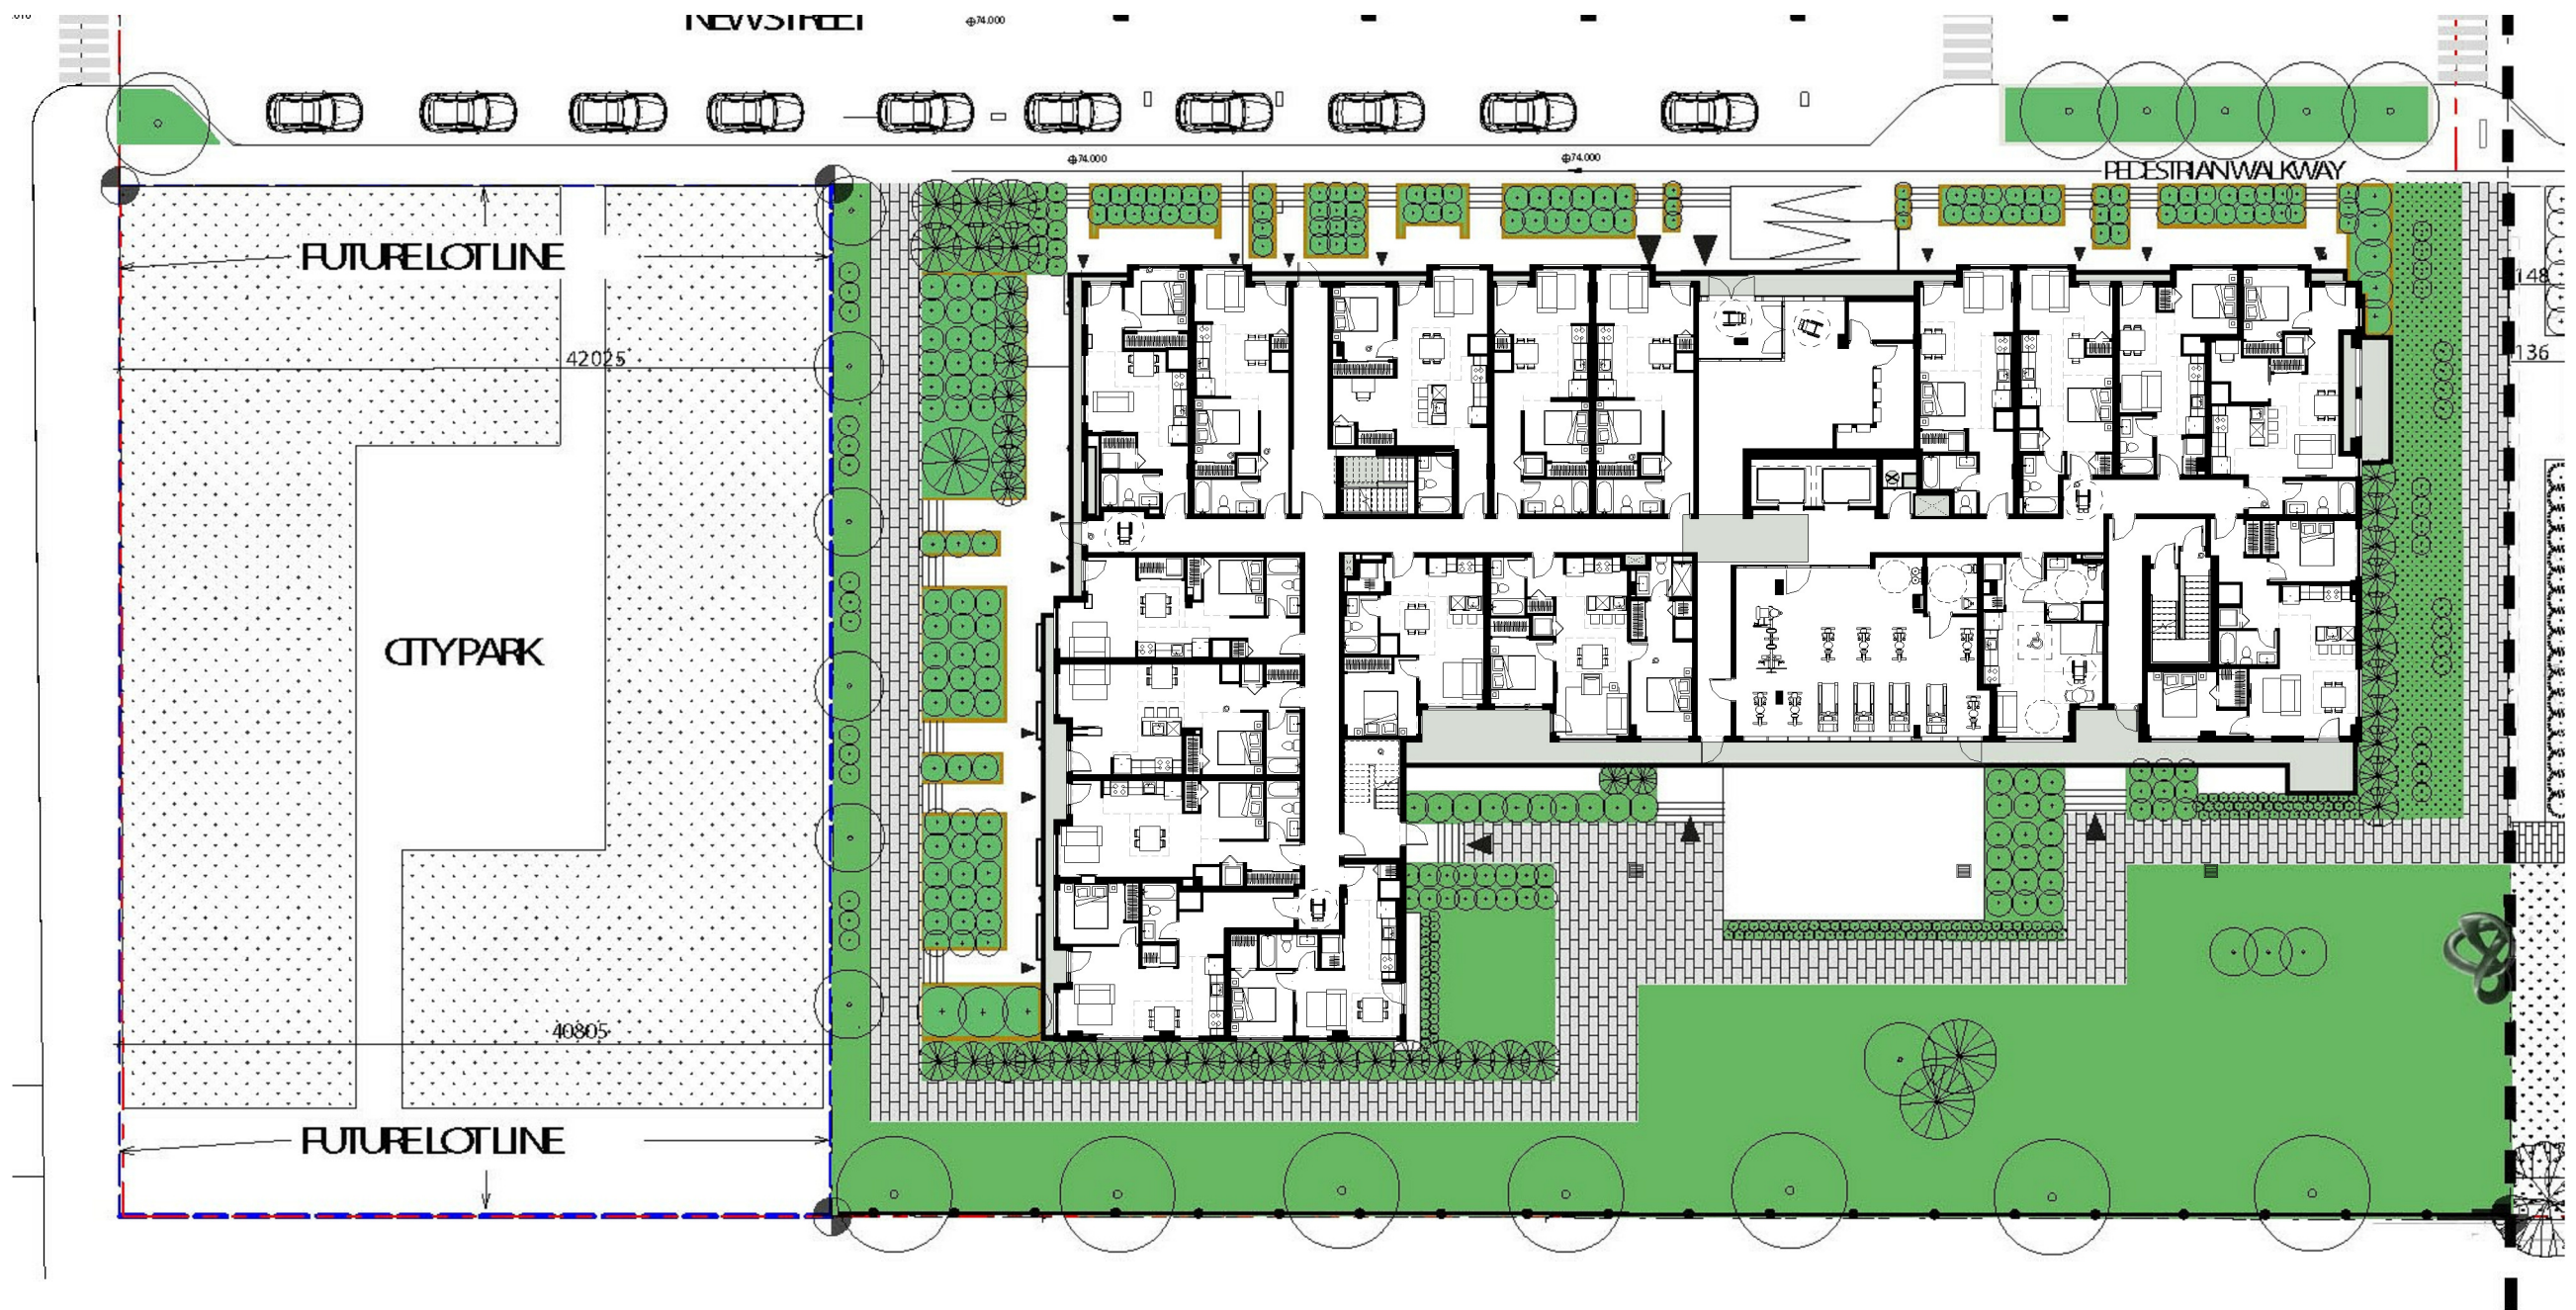 NEW STREET
74.000
74.000
74.000
PEDESTRIAN WALKWAY
FUTURE LOT LINE
148
136
42025
CITY PARK
40805
FUTURE LOT LINE